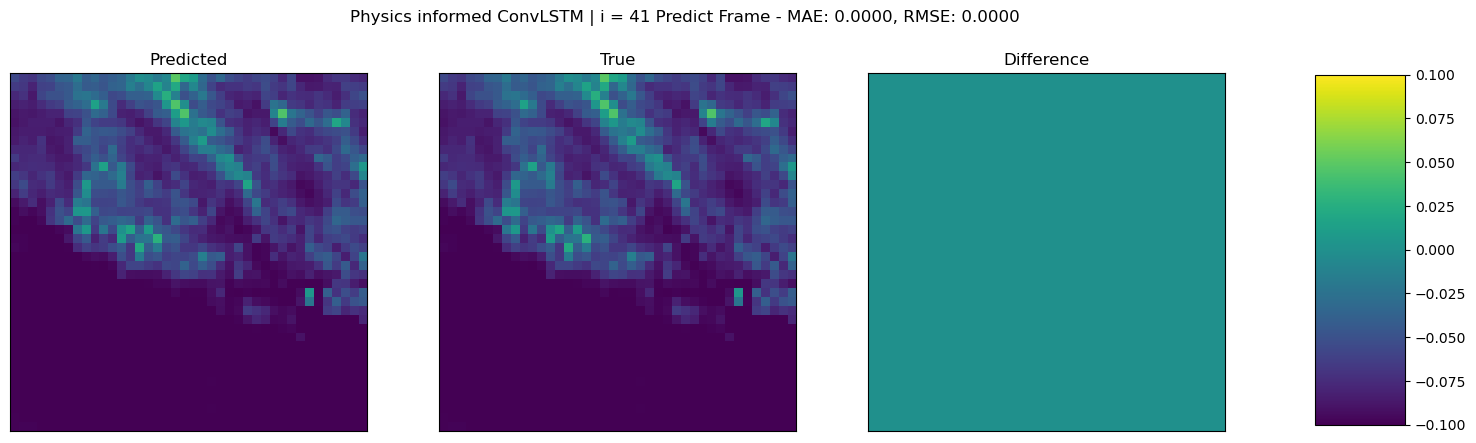 Physics informed ConvLSTM | i = 41 Predict Frame - MAE: 0.0000, RMSE: 0.0000
Predicted
True
Difference
0.100
0.075
0.050
0.025
0.000
−0.025
−0.050
−0.075
−0.100